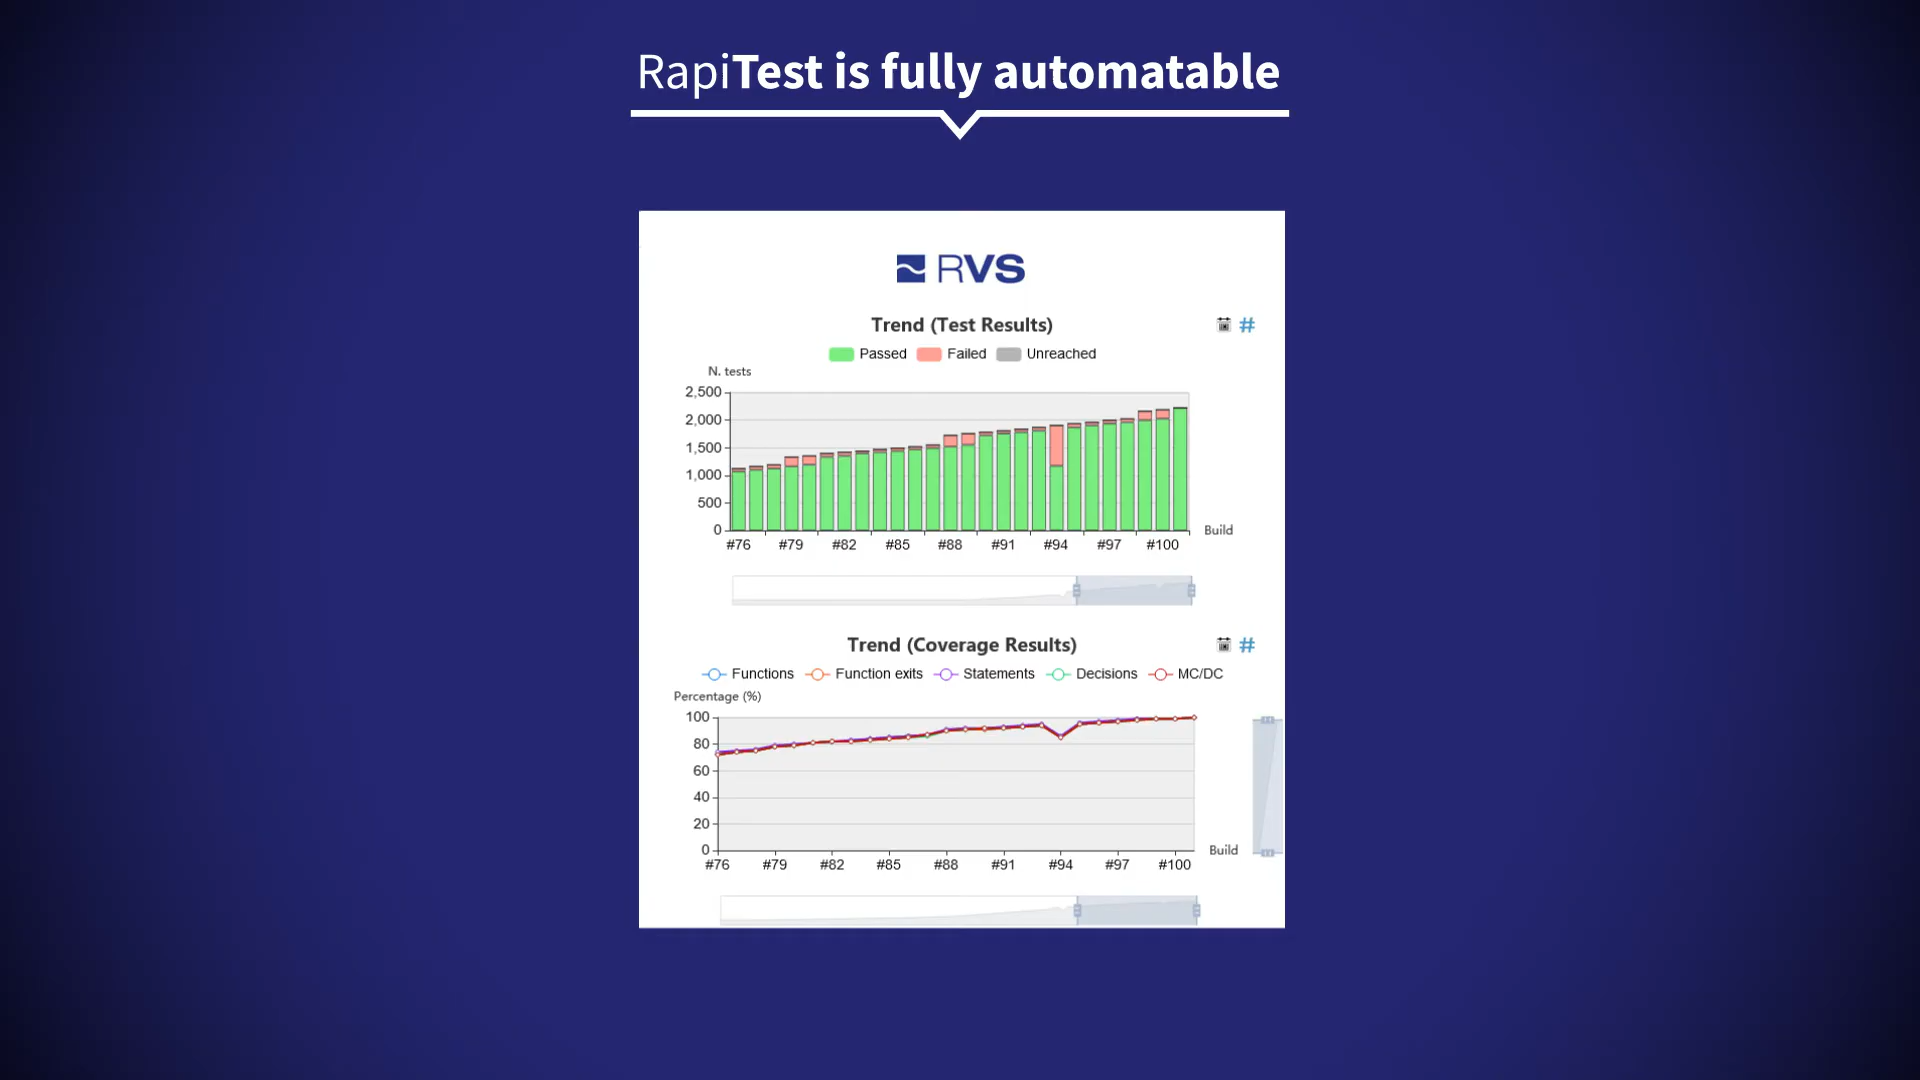 RapiTest is fully automatable
RVS
Trend (Test Results)
#
Passed Failed Unreached
N. tests
2,500
2,000
1,500
1,000
500
0
Build
#76 #79 #82 #85 #88 #91 #94 #97 #100
Trend (Coverage Results)
#
Functions Function exits Statements Decisions MC/DC
Percentage (%)
100
80
60
40
20
0
Build
#76 #79 #82 #85 #88 #91 #94 #97 #100